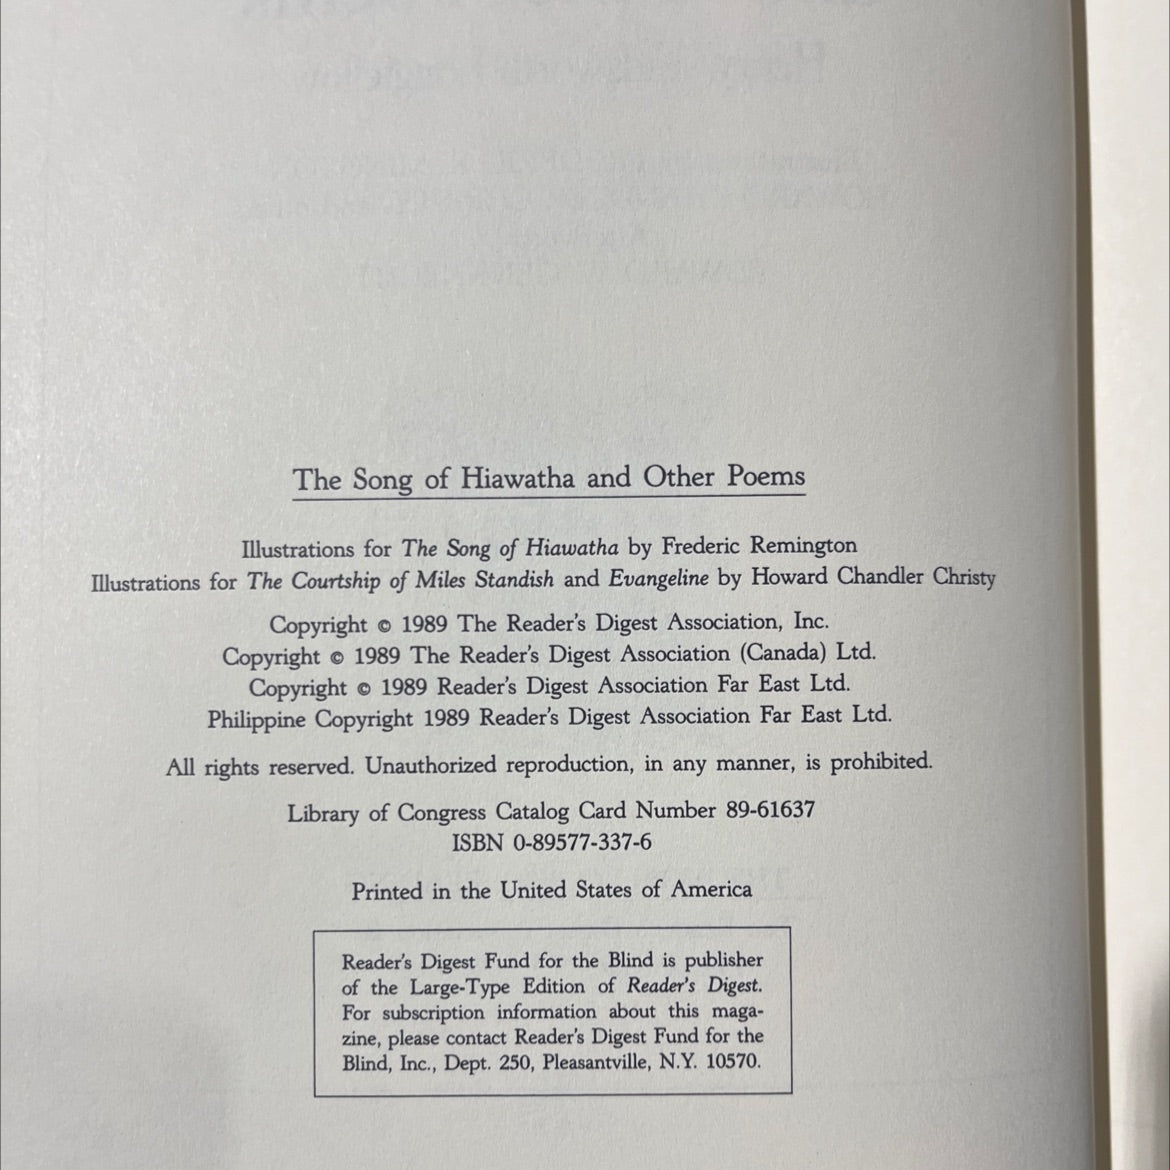 The Song of Hiawatha and Other Poems
Illustrations for The Song of Hiawatha by Frederic Remington
Illustrations for The Courtship of Miles Standish and Evangeline by Howard Chandler Christy
Copyright © 1989 The Reader's Digest Association, Inc.
Copyright © 1989 The Reader's Digest Association (Canada) Ltd.
Copyright © 1989 Reader's Digest Association Far East Ltd.
Philippine Copyright 1989 Reader's Digest Association Far East Ltd.
All rights reserved. Unauthorized reproduction, in any manner, is prohibited.
Library of Congress Catalog Card Number 89-61637
ISBN 0-89577-337-6
Printed in the United States of America
Reader's Digest Fund for the Blind is publisher
of the Large-Type Edition of Reader's Digest.
For subscription information about this maga-
zine, please contact Reader's Digest Fund for the
Blind, Inc., Dept. 250, Pleasantville, N.Y. 10570.